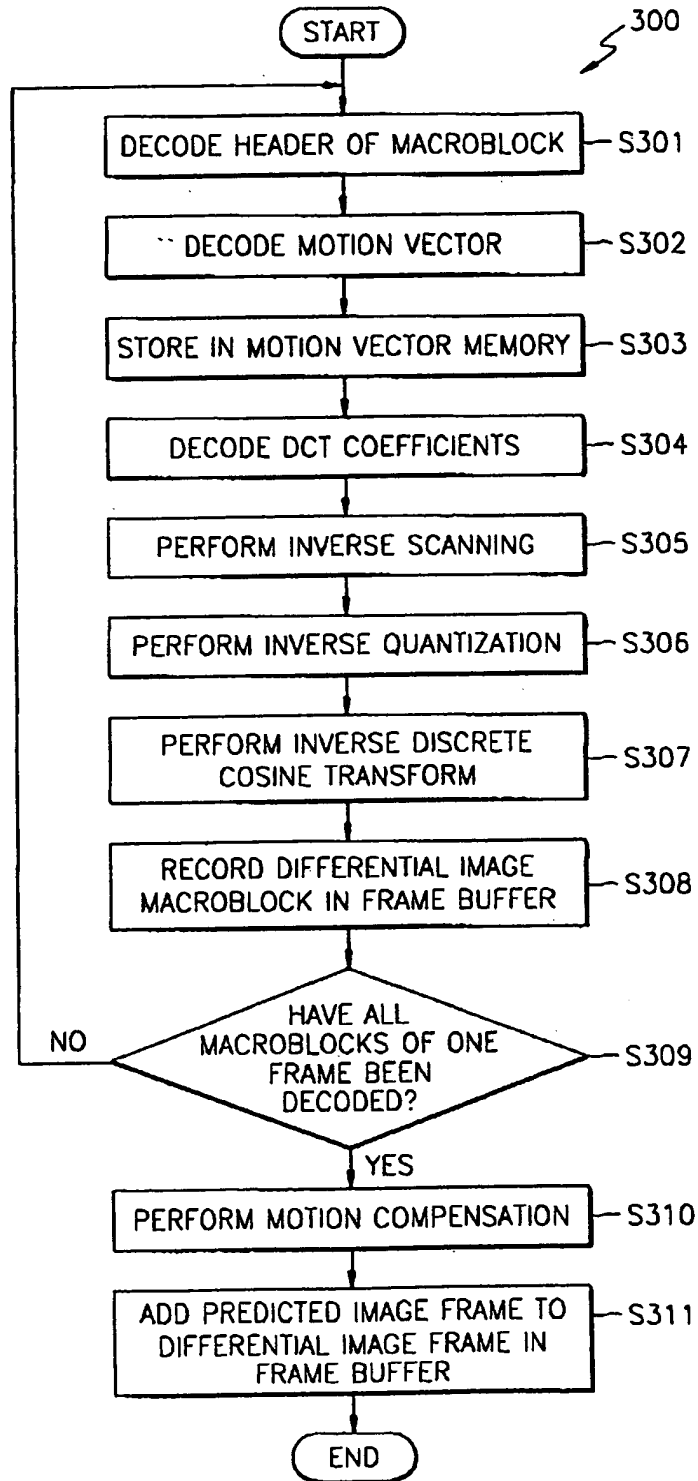 START
300
DECODE HEADER OF MACROBLOCK
S301
DECODE MOTION VECTOR
S302
STORE IN MOTION VECTOR MEMORY
S303
DECODE DCT COEFFICIENTS
S304
PERFORM INVERSE SCANNING
S305
PERFORM INVERSE QUANTIZATION
S306
PERFORM INVERSE DISCRETE
COSINE TRANSFORM
S307
RECORD DIFFERENTIAL IMAGE
MACROBLOCK IN FRAME BUFFER
S308
HAVE ALL
MACROBLOCKS OF ONE
FRAME BEEN
DECODED?
S309
NO
YES
PERFORM MOTION COMPENSATION
S310
ADD PREDICTED IMAGE FRAME TO
DIFFERENTIAL IMAGE FRAME IN
FRAME BUFFER
S311
END